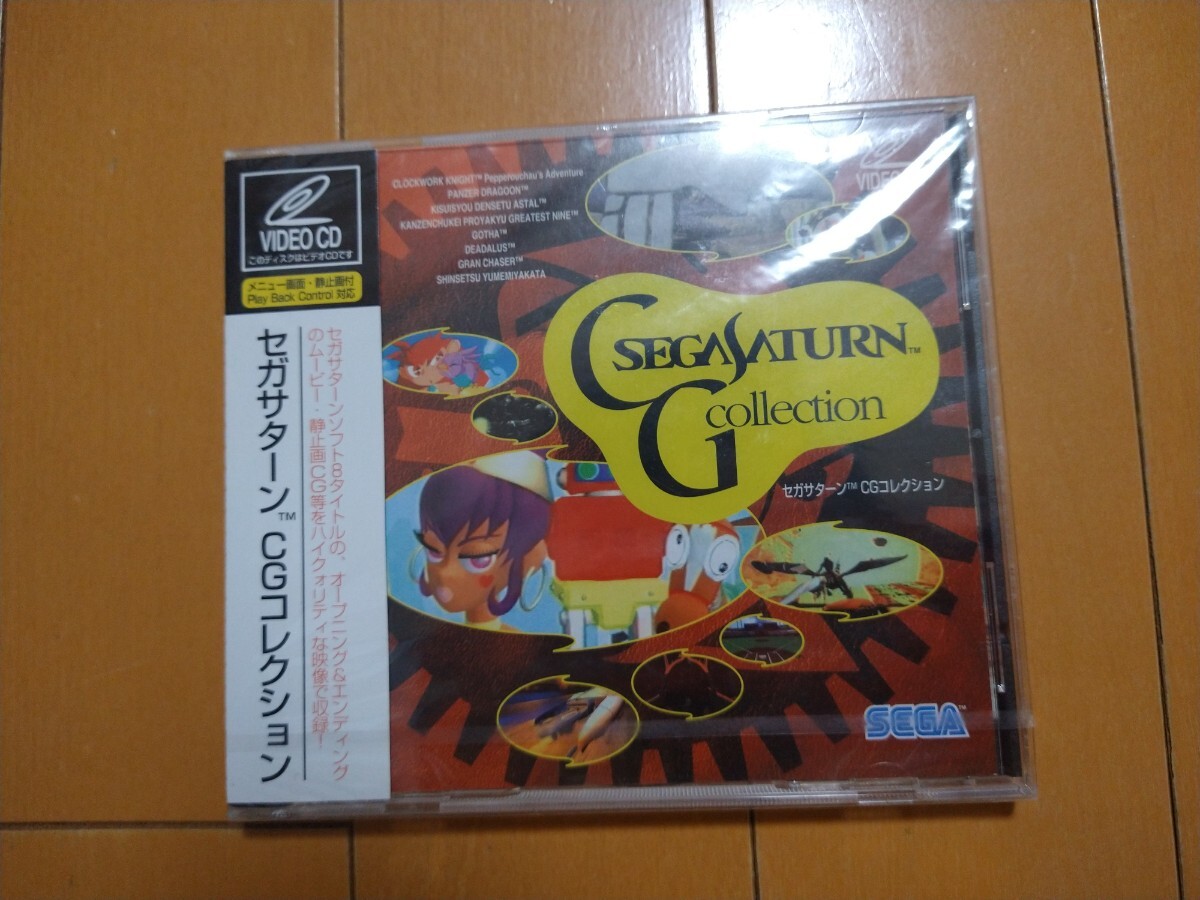 VIDEO CD
このディスクはビデオCDです
メニュー画面・静止画付
Play Back Control 対応
セガサターン™ CGコレクション
セガサターンソフト8タイトルの、オープニング&エンディング
のムービー・静止画CG等をハイクォリティな映像で収録!
CLOCKWORK KNIGHT™ Pepperouchau's Adventure
PANZER DRAGOON™
KISUISYOU DENSETU ASTAL™
KANZENCHUKEI PROYAKYU GREATEST NINE™
GOTHA™
DEADALUS™
GRAN CHASER™
SHINSETSU YUMEMIYAKATA
SEGA SATURN™
CG collection
セガサターン™ CGコレクション
SEGA™